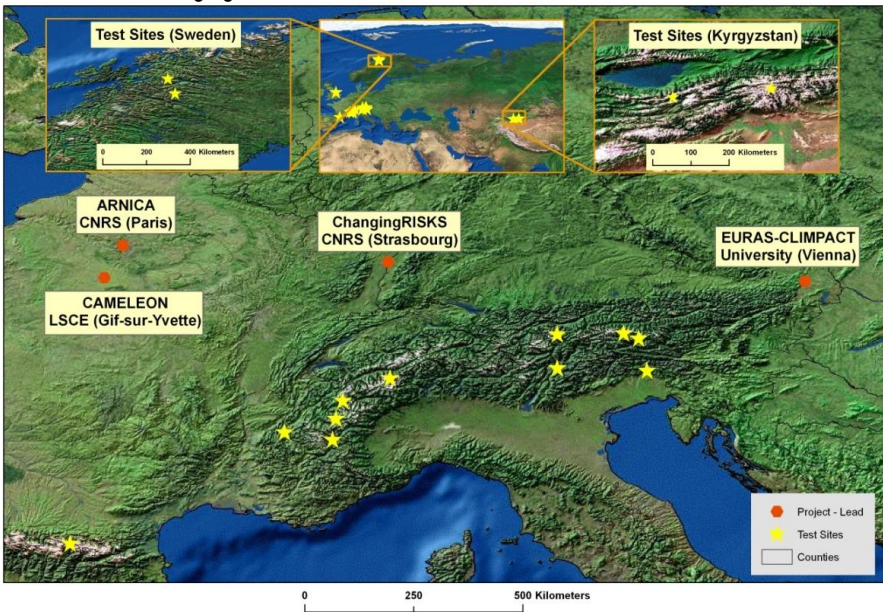 Test Sites (Sweden)
0 200 400 Kilometers
Test Sites (Kyrgyzstan)
0 100 200 Kilometers
ARNICA
CNRS (Paris)
ChangingRISKS
CNRS (Strasbourg)
EURAS-CLIMPACT
University (Vienna)
CAMELEON
LSCE (Gif-sur-Yvette)
Project - Lead
Test Sites
Counties
0 250 500 Kilometers